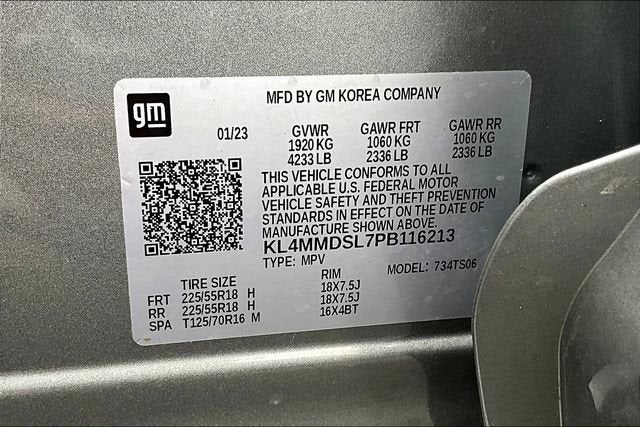 MFD BY GM KOREA COMPANY
gm
01/23 GVWR GAWR FRT GAWR RR
1920 KG 1060 KG 1060 KG
4233 LB 2336 LB 2336 LB
THIS VEHICLE CONFORMS TO ALL
APPLICABLE U.S. FEDERAL MOTOR
VEHICLE SAFETY AND THEFT PREVENTION
STANDARDS IN EFFECT ON THE DATE OF
MANUFACTURE SHOWN ABOVE.
KL4MMDSL7PB116213
TYPE: MPV MODEL: 734TS06
TIRE SIZE RIM
FRT 225/55R18 H 18X7.5J
RR 225/55R18 H 18X7.5J
SPA T125/70R16 M 16X4BT